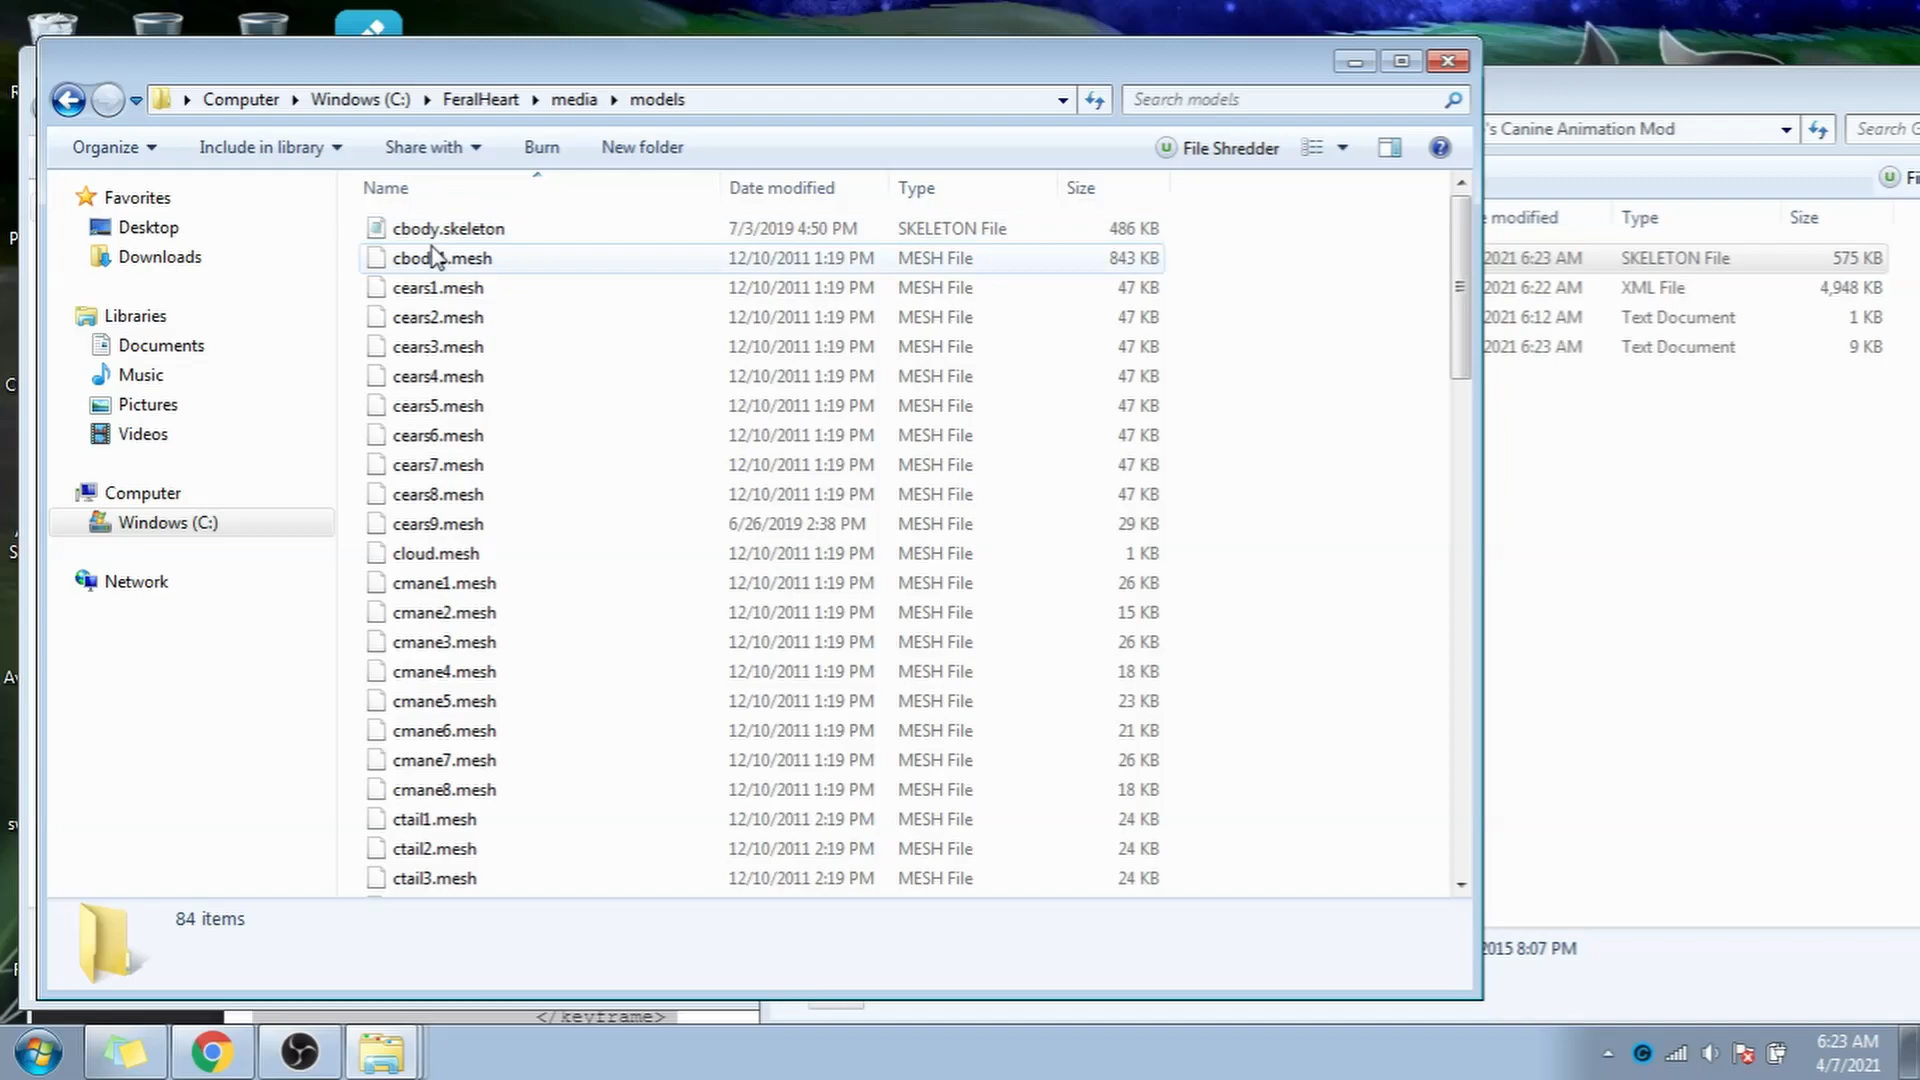 Computer Windows (C:) FeralHeart media models
Search models
's Canine Animation Mod
Search G
Organize Include in library Share with Burn New folder
File Shredder
Fi
Name Date modified Type Size
e modified Type Size
Favorites
Desktop
Downloads
Libraries
Documents
Music
Pictures
Videos
Computer
Windows (C:)
Network
cbody.skeleton 7/3/2019 4:50 PM SKELETON File 486 KB
.mesh 12/10/2011 1:19 PM MESH File 843 KB
cears1.mesh 12/10/2011 1:19 PM MESH File 47 KB
cears2.mesh 12/10/2011 1:19 PM MESH File 47 KB
cears3.mesh 12/10/2011 1:19 PM MESH File 47 KB
cears4.mesh 12/10/2011 1:19 PM MESH File 47 KB
cears5.mesh 12/10/2011 1:19 PM MESH File 47 KB
cears6.mesh 12/10/2011 1:19 PM MESH File 47 KB
cears7.mesh 12/10/2011 1:19 PM MESH File 47 KB
cears8.mesh 12/10/2011 1:19 PM MESH File 47 KB
cears9.mesh 6/26/2019 2:38 PM MESH File 29 KB
cloud.mesh 12/10/2011 1:19 PM MESH File 1 KB
cmane1.mesh 12/10/2011 1:19 PM MESH File 26 KB
cmane2.mesh 12/10/2011 1:19 PM MESH File 15 KB
cmane3.mesh 12/10/2011 1:19 PM MESH File 26 KB
cmane4.mesh 12/10/2011 1:19 PM MESH File 18 KB
cmane5.mesh 12/10/2011 1:19 PM MESH File 23 KB
cmane6.mesh 12/10/2011 1:19 PM MESH File 21 KB
cmane7.mesh 12/10/2011 1:19 PM MESH File 26 KB
cmane8.mesh 12/10/2011 1:19 PM MESH File 18 KB
ctail1.mesh 12/10/2011 2:19 PM MESH File 24 KB
ctail2.mesh 12/10/2011 2:19 PM MESH File 24 KB
ctail3.mesh 12/10/2011 2:19 PM MESH File 24 KB
2021 6:23 AM SKELETON File 575 KB
2021 6:22 AM XML File 4,948 KB
2021 6:12 AM Text Document 1 KB
2021 6:23 AM Text Document 9 KB
84 items
2015 8:07 PM
</keyframe>
6:23 AM
4/7/2021